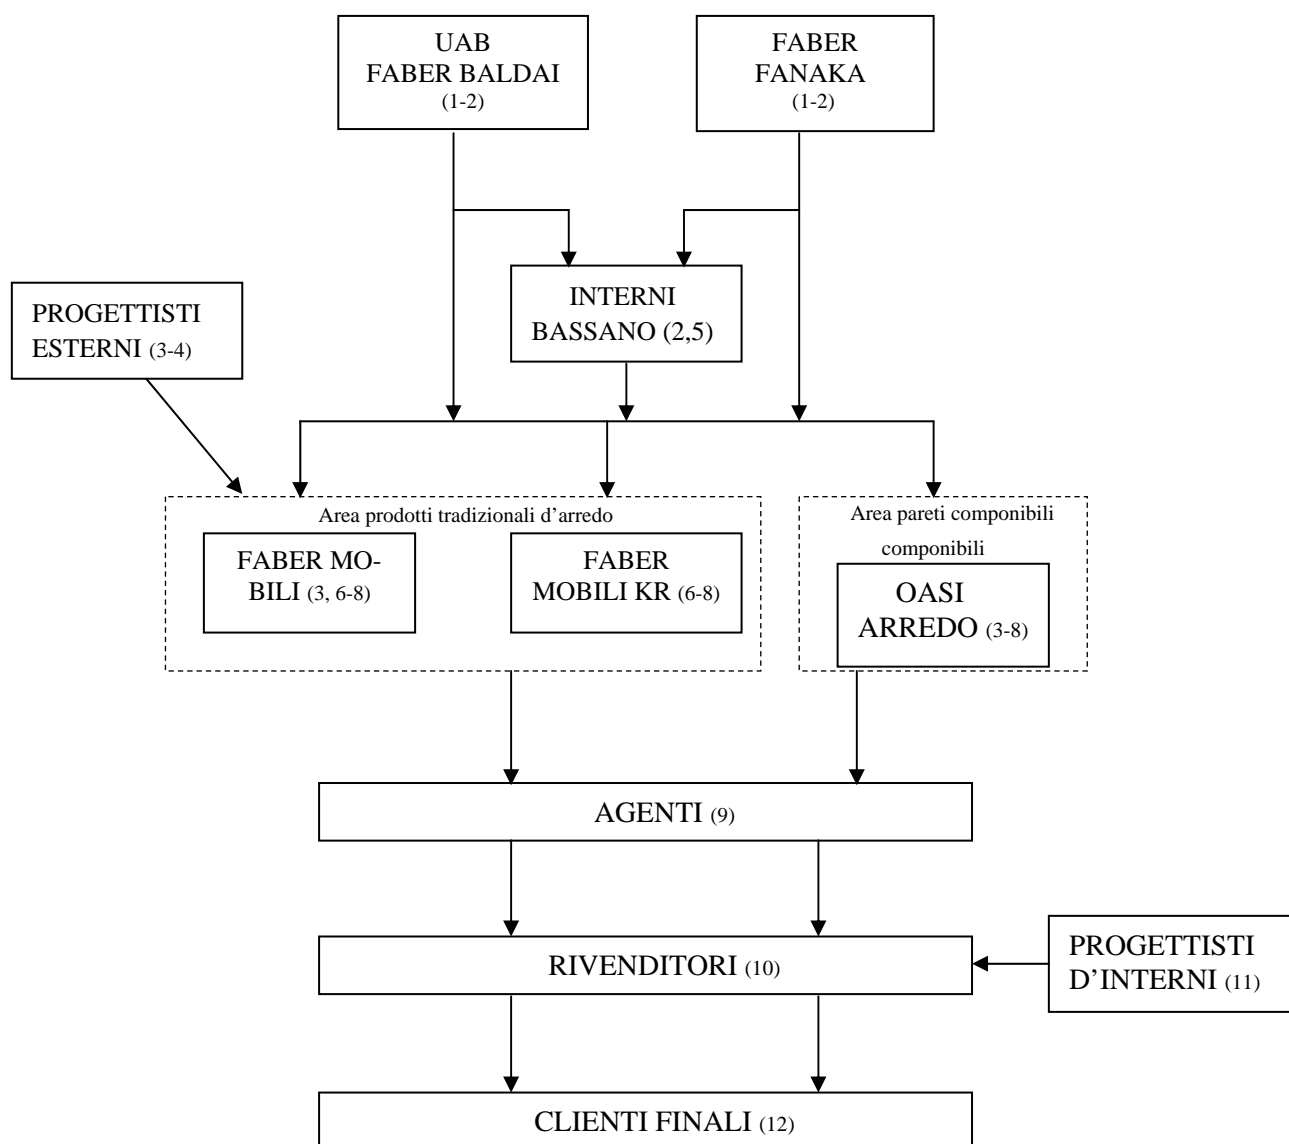 UAB
FABER BALDAI
(1-2)
FABER
FANAKA
(1-2)
INTERNI
BASSANO (2,5)
PROGETTISTI
ESTERNI (3-4)
Area prodotti tradizionali d’arredo
FABER MO-
BILI (3, 6-8)
FABER
MOBILI KR (6-8)
Area pareti componibili
componibili
OASI
ARREDO (3-8)
AGENTI (9)
RIVENDITORI (10)
PROGETTISTI
D’INTERNI (11)
CLIENTI FINALI (12)